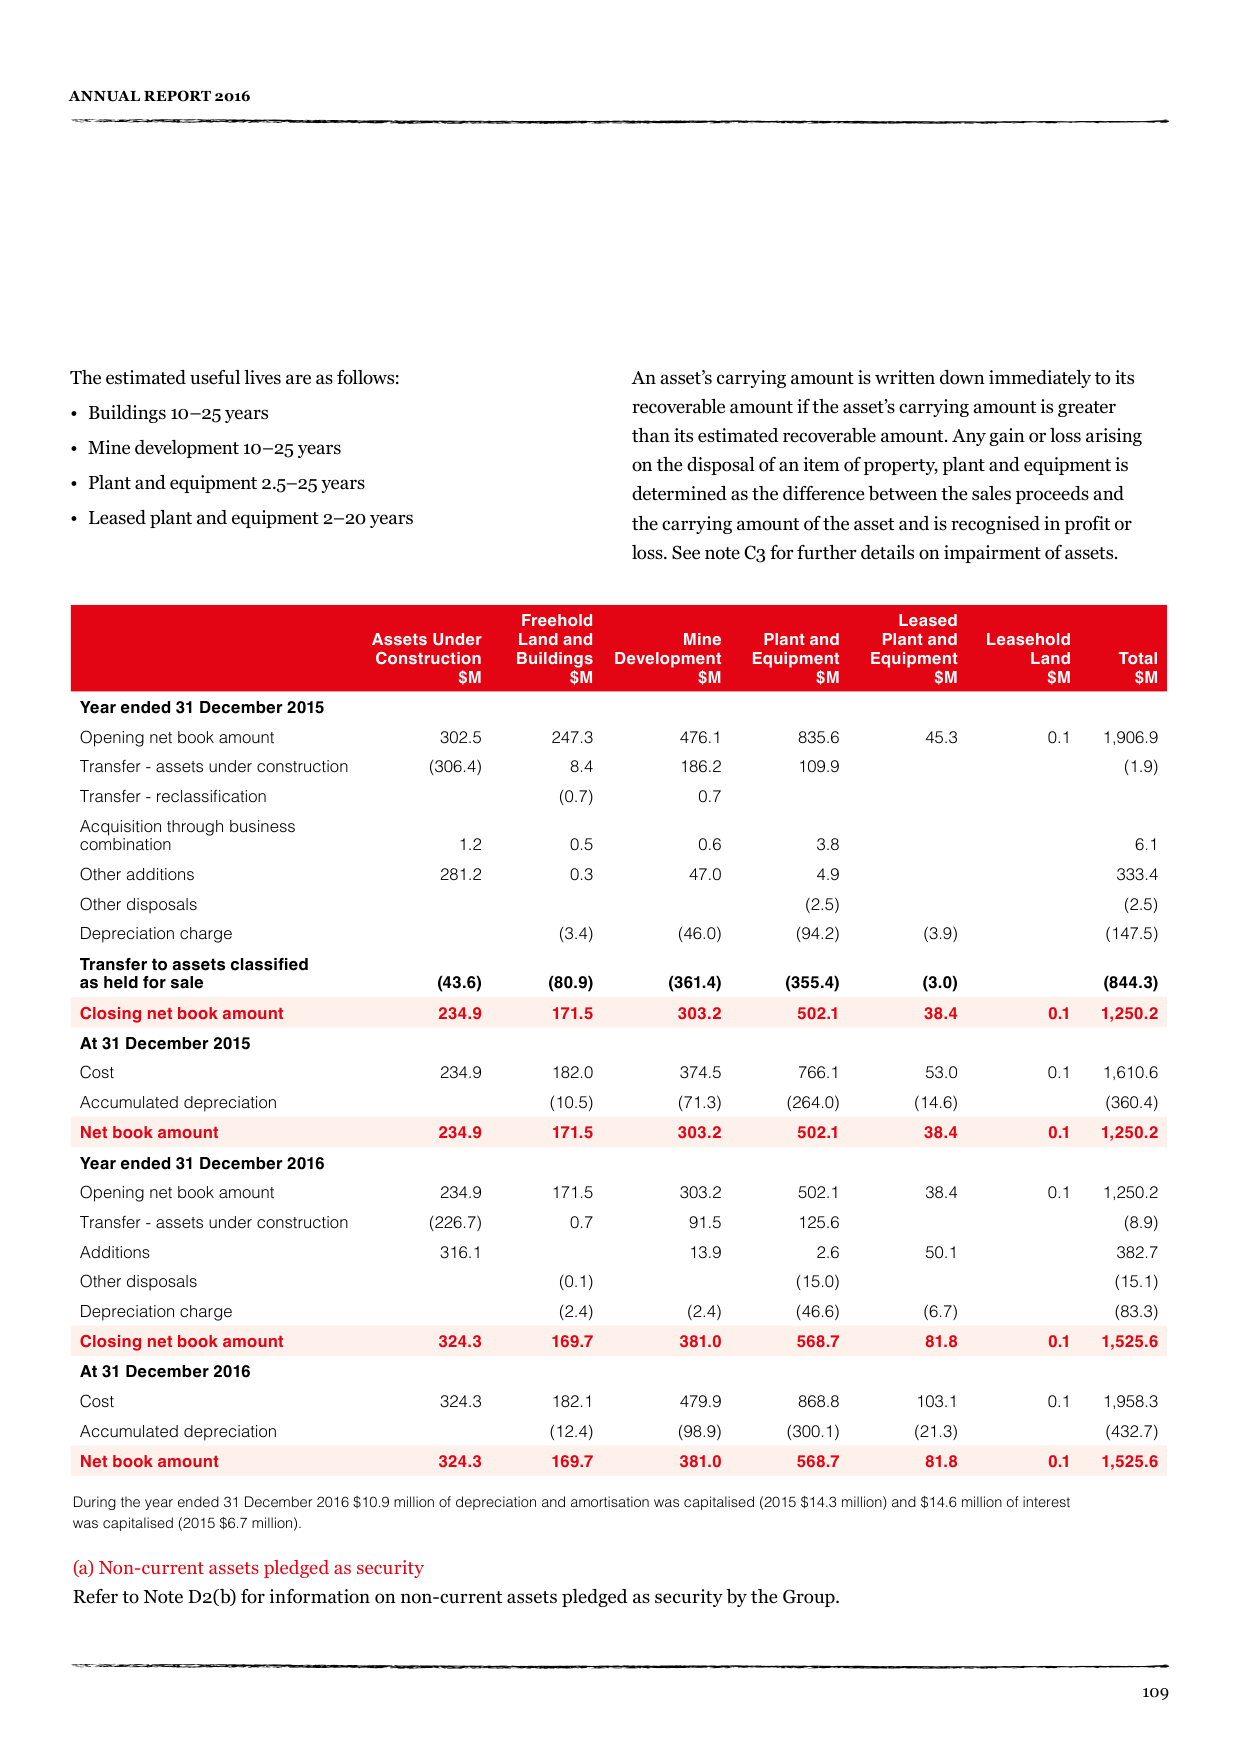 ANNUAL REPORT 2016
The estimated useful lives are as follows:
• Buildings 10–25 years
• Mine development 10–25 years
• Plant and equipment 2.5–25 years
• Leased plant and equipment 2–20 years
An asset’s carrying amount is written down immediately to its
recoverable amount if the asset’s carrying amount is greater
than its estimated recoverable amount. Any gain or loss arising
on the disposal of an item of property, plant and equipment is
determined as the difference between the sales proceeds and
the carrying amount of the asset and is recognised in profit or
loss. See note C3 for further details on impairment of assets.
Freehold Leased
Assets Under Land and Mine Plant and Plant and Leasehold
Construction Buildings Development Equipment Equipment Land Total
$M $M $M $M $M $M $M
Year ended 31 December 2015
Opening net book amount 302.5 247.3 476.1 835.6 45.3 0.1 1,906.9
Transfer - assets under construction (306.4) 8.4 186.2 109.9 (1.9)
Transfer - reclassification (0.7) 0.7
Acquisition through business
combination 1.2 0.5 0.6 3.8 6.1
Other additions 281.2 0.3 47.0 4.9 333.4
Other disposals (2.5) (2.5)
Depreciation charge (3.4) (46.0) (94.2) (3.9) (147.5)
Transfer to assets classified
as held for sale (43.6) (80.9) (361.4) (355.4) (3.0) (844.3)
Closing net book amount 234.9 171.5 303.2 502.1 38.4 0.1 1,250.2
At 31 December 2015
Cost 234.9 182.0 374.5 766.1 53.0 0.1 1,610.6
Accumulated depreciation (10.5) (71.3) (264.0) (14.6) (360.4)
Net book amount 234.9 171.5 303.2 502.1 38.4 0.1 1,250.2
Year ended 31 December 2016
Opening net book amount 234.9 171.5 303.2 502.1 38.4 0.1 1,250.2
Transfer - assets under construction (226.7) 0.7 91.5 125.6 (8.9)
Additions 316.1 13.9 2.6 50.1 382.7
Other disposals (0.1) (15.0) (15.1)
Depreciation charge (2.4) (2.4) (46.6) (6.7) (83.3)
Closing net book amount 324.3 169.7 381.0 568.7 81.8 0.1 1,525.6
At 31 December 2016
Cost 324.3 182.1 479.9 868.8 103.1 0.1 1,958.3
Accumulated depreciation (12.4) (98.9) (300.1) (21.3) (432.7)
Net book amount 324.3 169.7 381.0 568.7 81.8 0.1 1,525.6
During the year ended 31 December 2016 $10.9 million of depreciation and amortisation was capitalised (2015 $14.3 million) and $14.6 million of interest
was capitalised (2015 $6.7 million).
(a) Non-current assets pledged as security
Refer to Note D2(b) for information on non-current assets pledged as security by the Group.
109